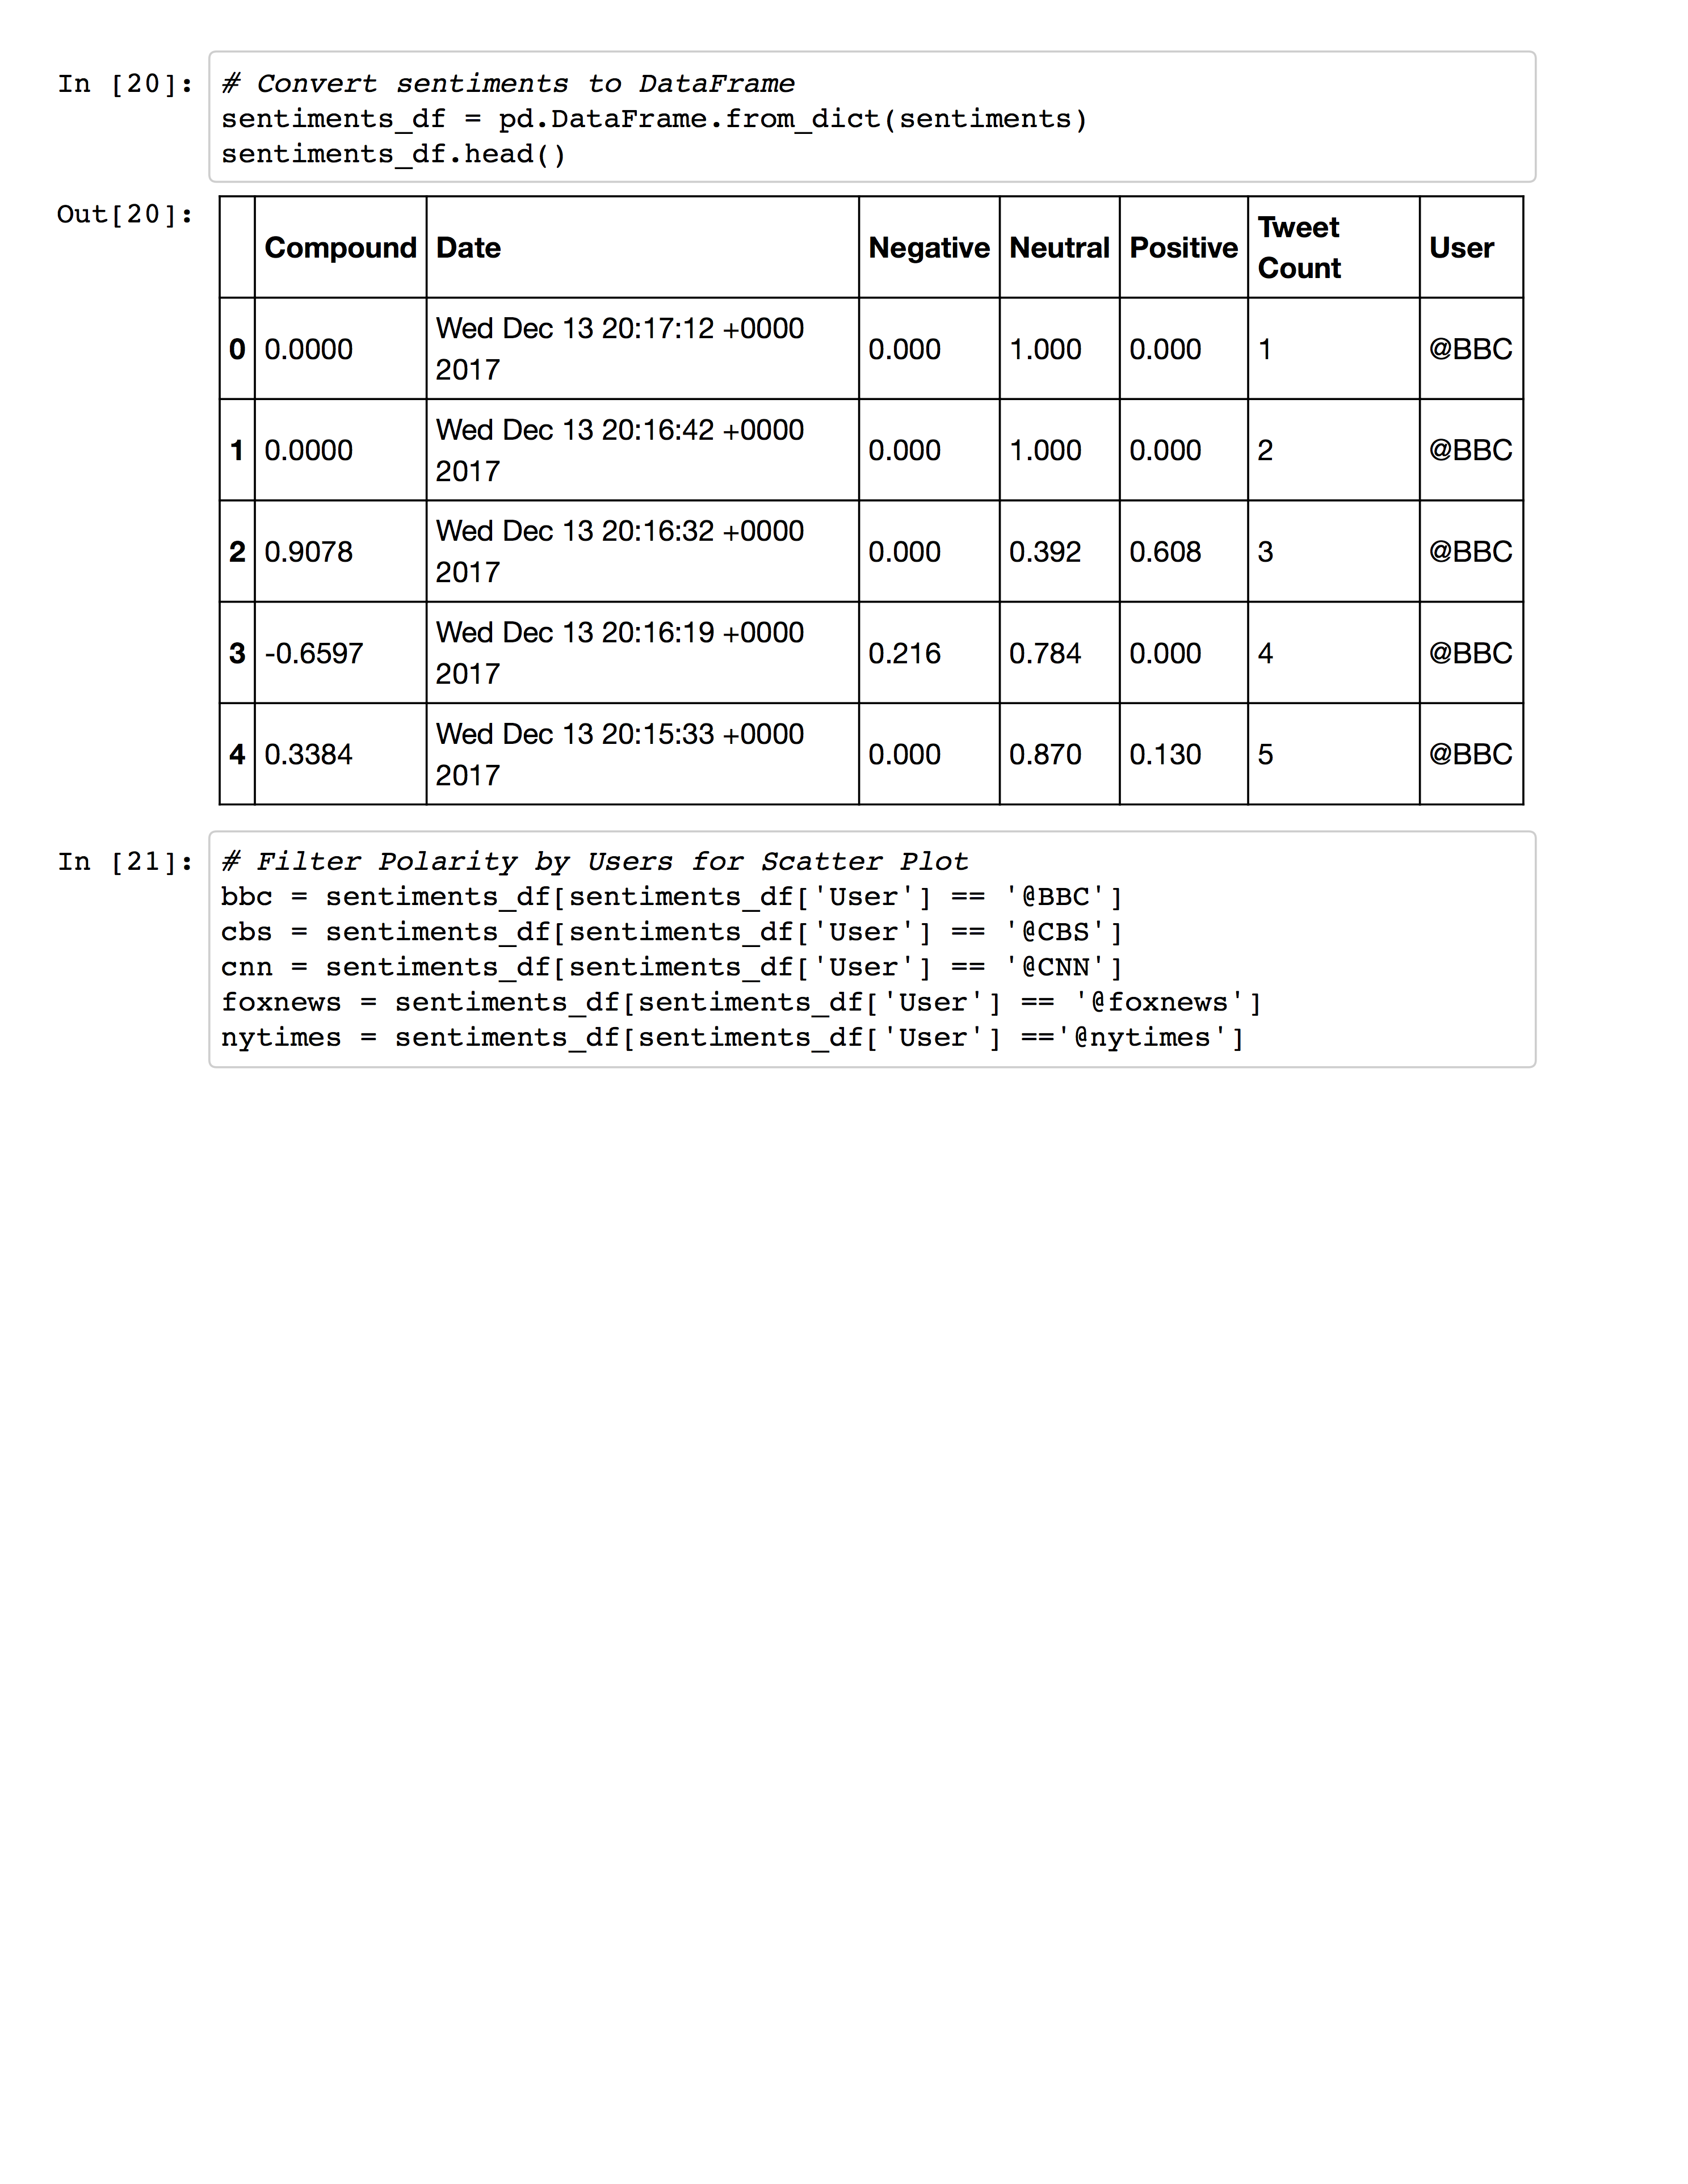 In [20]: # Convert sentiments to DataFrame
sentiments_df = pd.DataFrame.from_dict(sentiments)
sentiments_df.head()
Out[20]:
Compound Date Negative Neutral Positive Tweet Count User
0 0.0000 Wed Dec 13 20:17:12 +0000 2017 0.000 1.000 0.000 1 @BBC
1 0.0000 Wed Dec 13 20:16:42 +0000 2017 0.000 1.000 0.000 2 @BBC
2 0.9078 Wed Dec 13 20:16:32 +0000 2017 0.000 0.392 0.608 3 @BBC
3 -0.6597 Wed Dec 13 20:16:19 +0000 2017 0.216 0.784 0.000 4 @BBC
4 0.3384 Wed Dec 13 20:15:33 +0000 2017 0.000 0.870 0.130 5 @BBC
In [21]: # Filter Polarity by Users for Scatter Plot
bbc = sentiments_df[sentiments_df['User'] == '@BBC']
cbs = sentiments_df[sentiments_df['User'] == '@CBS']
cnn = sentiments_df[sentiments_df['User'] == '@CNN']
foxnews = sentiments_df[sentiments_df['User'] == '@foxnews']
nytimes = sentiments_df[sentiments_df['User'] =='@nytimes']